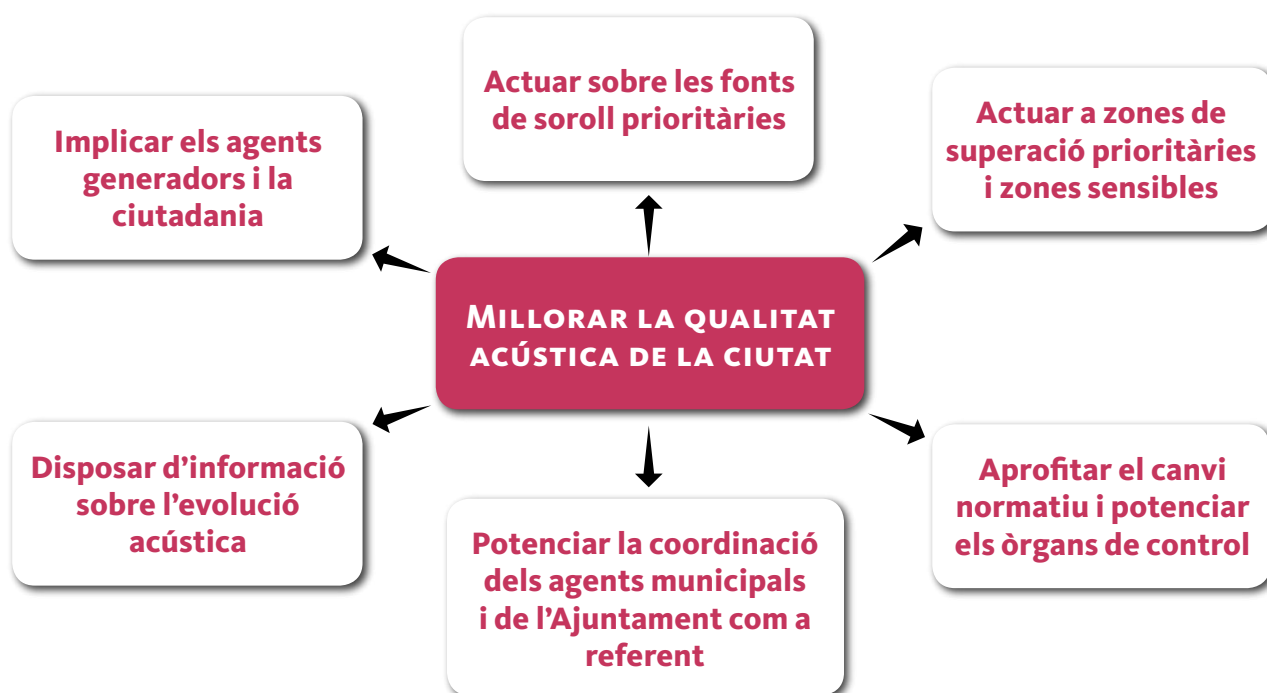 Actuar sobre les fonts
de soroll prioritàries
Implicar els agents
generadors i la
ciutadania
Actuar a zones de
superació prioritàries
i zones sensibles
Millorar la qualitat
acústica de la ciutat
Disposar d’informació
sobre l’evolució
acústica
Potenciar la coordinació
dels agents municipals
i de l’Ajuntament com a
referent
Aprofitar el canvi
normatiu i potenciar
els òrgans de control